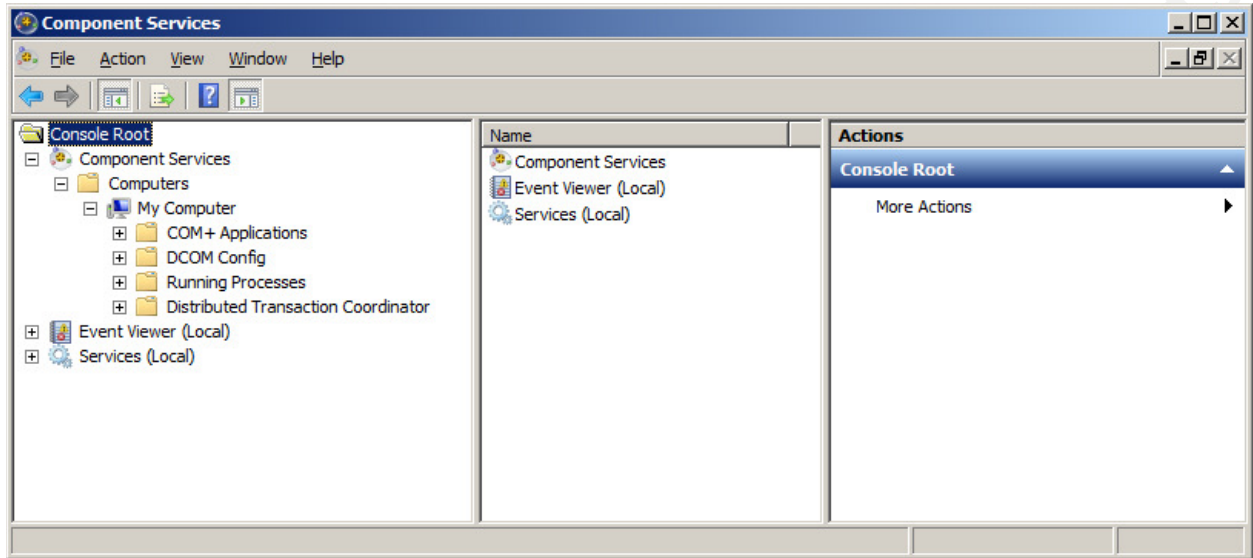 Component Services
File Action View Window Help
Console Root
Component Services
Computers
My Computer
COM+ Applications
DCOM Config
Running Processes
Distributed Transaction Coordinator
Event Viewer (Local)
Services (Local)
Name
Component Services
Event Viewer (Local)
Services (Local)
Actions
Console Root
More Actions